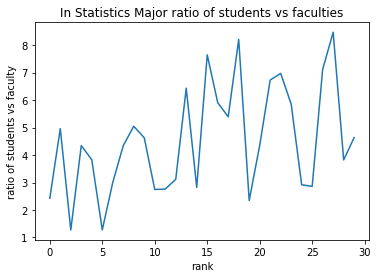 In Statistics Major ratio of students vs faculties
ratio of students vs faculty
8
7
6
5
4
3
2
1
0 5 10 15 20 25 30
rank